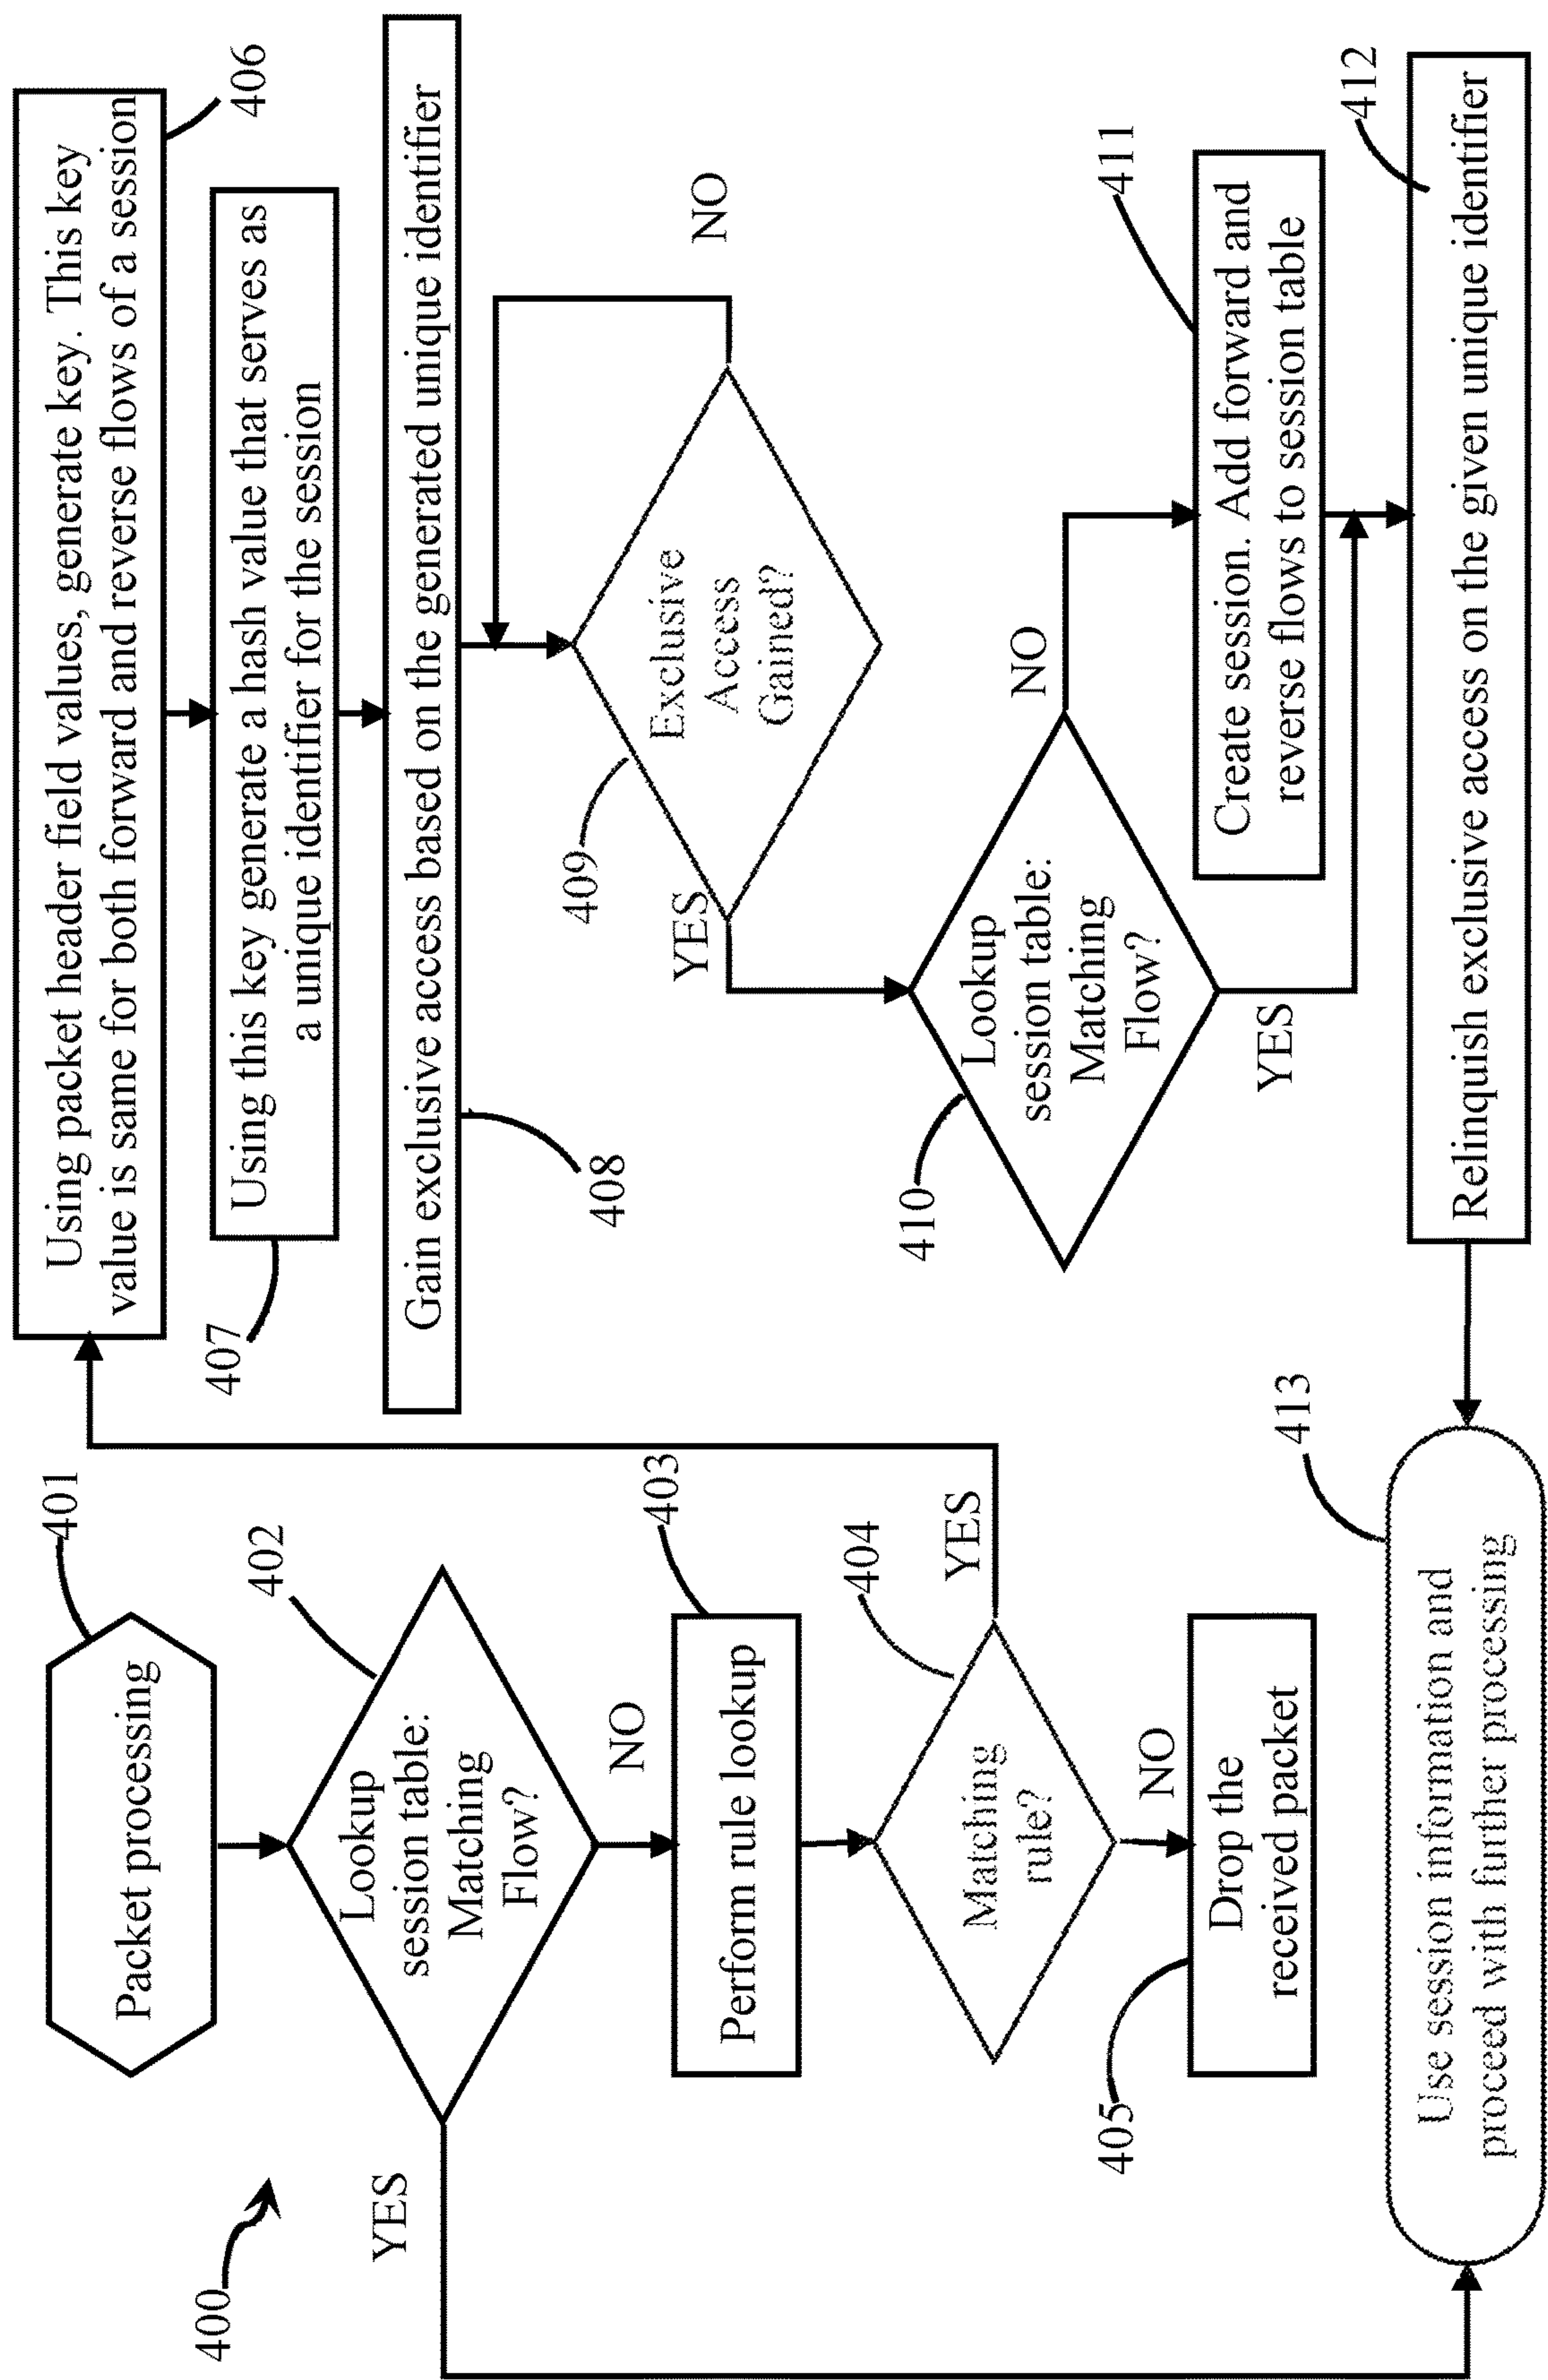 400
401
Packet processing
402
Lookup
session table:
Matching
Flow?
YES
NO
403
Perform rule lookup
404
Matching
rule?
YES
NO
405
Drop the
received packet
406
Using packet header field values, generate key. This key
value is same for both forward and reverse flows of a session
407
Using this key generate a hash value that serves as
a unique identifier for the session
408
Gain exclusive access based on the generated unique identifier
409
Exclusive
Access
Gained?
NO
YES
410
Lookup
session table:
Matching
Flow?
NO
YES
411
Create session. Add forward and
reverse flows to session table
412
Relinquish exclusive access on the given unique identifier
413
Use session information and
proceed with further processing